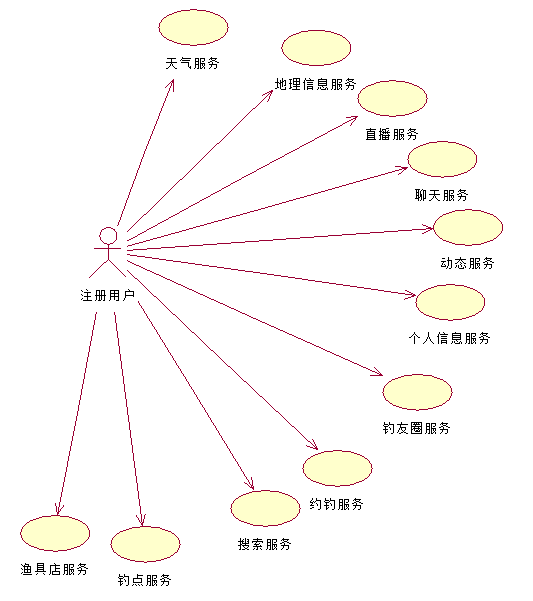 天气服务
地理信息服务
直播服务
聊天服务
动态服务
注册用户
个人信息服务
钓友圈服务
约钓服务
搜索服务
渔具店服务
钓点服务